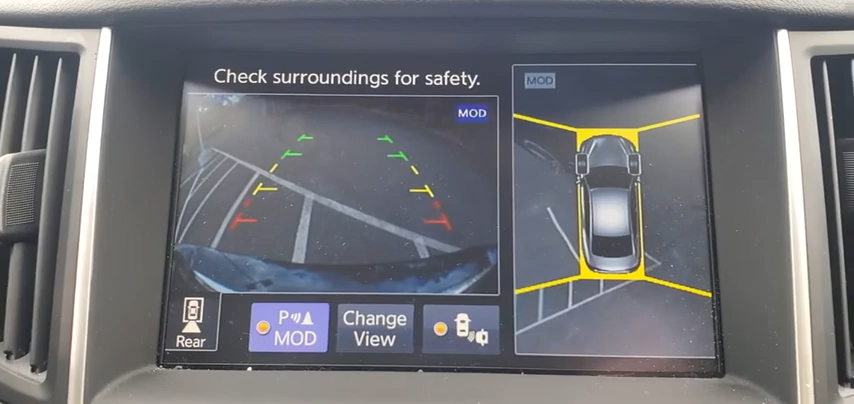 Check surroundings for safety.
MOD
MOD
Rear
P
MOD
Change
View